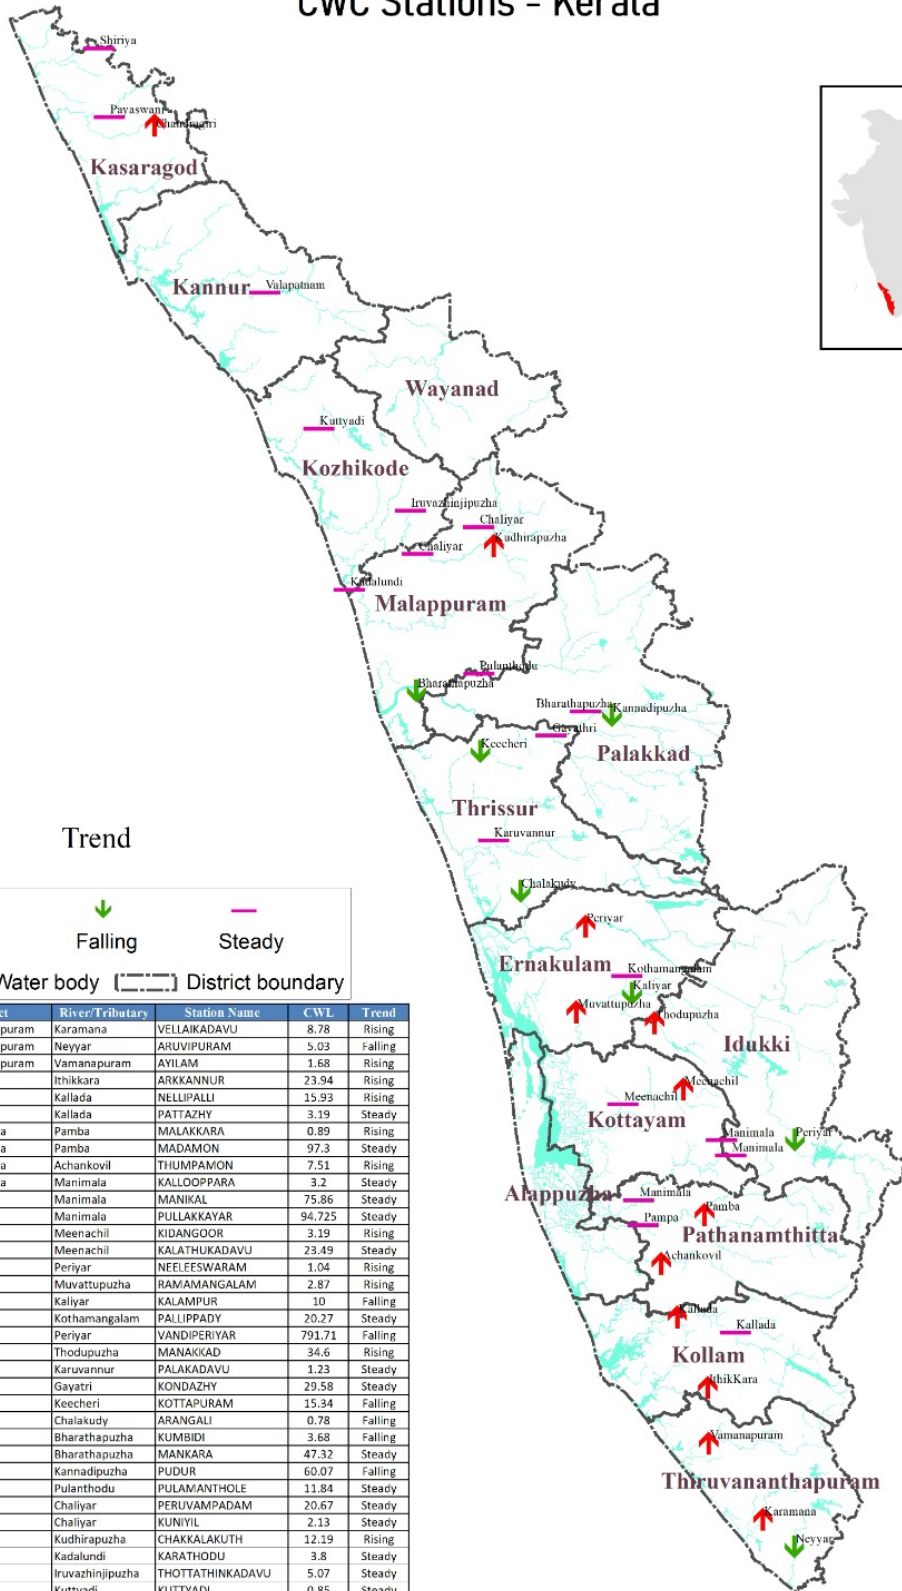 CWC Stations - Kerala
Shiriya
Payaswani
Chandragiri
Kasaragod
Kannur
Valapatnam
Wayanad
Kuttyadi
Kozhikode
Iruvazhinjipuzha
Chaliyar
Kudhirapuzha
Chaliyar
Kadalundi
Malappuram
Pulanthodu
Bharathapuzha
Bharathapuzha
Kannadipuzha
Gayathri
Keecheri
Palakkad
Thrissur
Karuvannur
Chalakudy
Periyar
Ernakulam
Kothamangalam
Kaliyar
Muvattupuzha
Thodupuzha
Idukki
Meenachil
Meenachil
Kottayam
Manimala
Periyar
Manimala
Alappuzha
Manimala
Pamba
Pampa
Pathanamthitta
Achankovil
Kallada
Kallada
Kollam
IthikKara
Vamanapuram
Thiruvananthapuram
Karamana
Neyyar
Trend
Falling Steady
Water body District boundary
ct River/Tributary Station Name CWL Trend
puram Karamana VELLAIKADAVU 8.78 Rising
puram Neyyar ARUVIPURAM 5.03 Falling
puram Vamanapuram AYILAM 1.68 Rising
Ithikkara ARKKANNUR 23.94 Rising
Kallada NELLIPALLI 15.93 Rising
Kallada PATTAZHY 3.19 Steady
a Pamba MALAKKARA 0.89 Rising
a Pamba MADAMON 97.3 Steady
a Achankovil THUMPAMON 7.51 Rising
a Manimala KALLOOPPARA 3.2 Steady
Manimala MANIKAL 75.86 Steady
Manimala PULLAKKAYAR 94.725 Steady
Meenachil KIDANGOOR 3.19 Rising
Meenachil KALATHUKADAVU 23.49 Steady
Periyar NEELEESWARAM 1.04 Rising
Muvattupuzha RAMAMANGALAM 2.87 Rising
Kaliyar KALAMPUR 10 Falling
Kothamangalam PALLIPPADY 20.27 Steady
Periyar VANDIPERIYAR 791.71 Falling
Thodupuzha MANAKKAD 34.6 Rising
Karuvannur PALAKADAVU 1.23 Steady
Gayatri KONDAZHY 29.58 Steady
Keecheri KOTTAPURAM 15.34 Falling
Chalakudy ARANGALI 0.78 Falling
Bharathapuzha KUMBIDI 3.68 Falling
Bharathapuzha MANKARA 47.32 Steady
Kannadipuzha PUDUR 60.07 Falling
Pulanthodu PULAMANTHOLE 11.84 Steady
Chaliyar PERUVAMPADAM 20.67 Steady
Chaliyar KUNIYIL 2.13 Steady
Kudhirapuzha CHAKKALAKUTH 12.19 Rising
Kadalundi KARATHODU 3.8 Steady
Iruvazhinjipuzha THOTTATHINKADAVU 5.07 Steady
Kuttyadi KUTTYADI 0.85 Steady